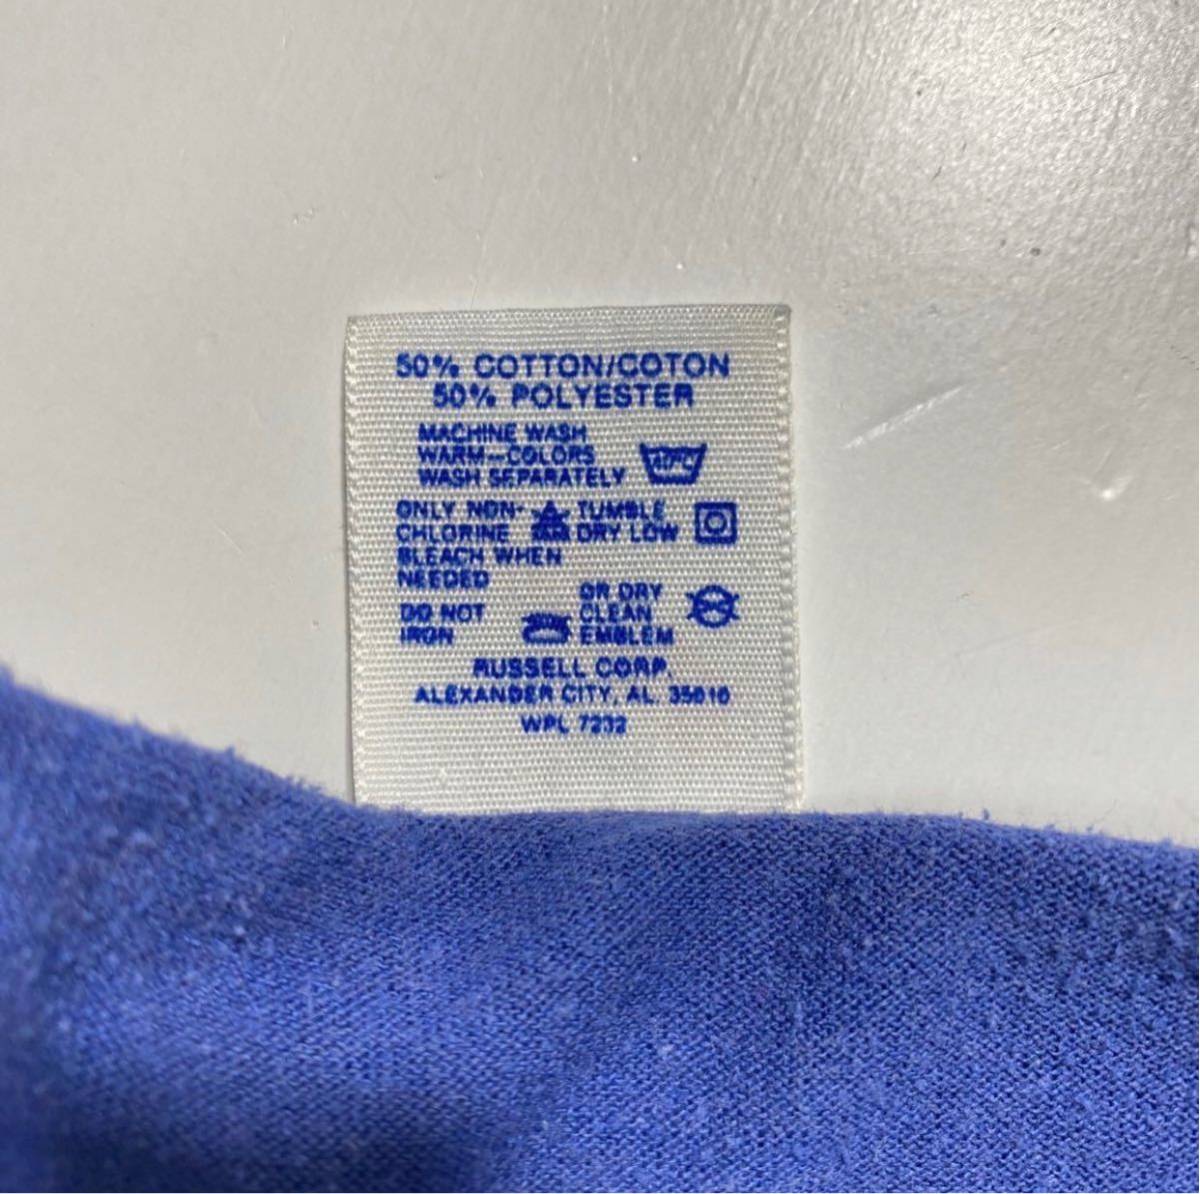 50% COTTON/COTON
50% POLYESTER
MACHINE WASH
WARM—COLORS
WASH SEPARATELY
ONLY NON-
CHLORINE
BLEACH WHEN
NEEDED
TUMBLE
DRY LOW
DO NOT
IRON
OR DRY
CLEAN
EMBLEM
RUSSELL CORP.
ALEXANDER CITY, AL. 35010
WPL 7232